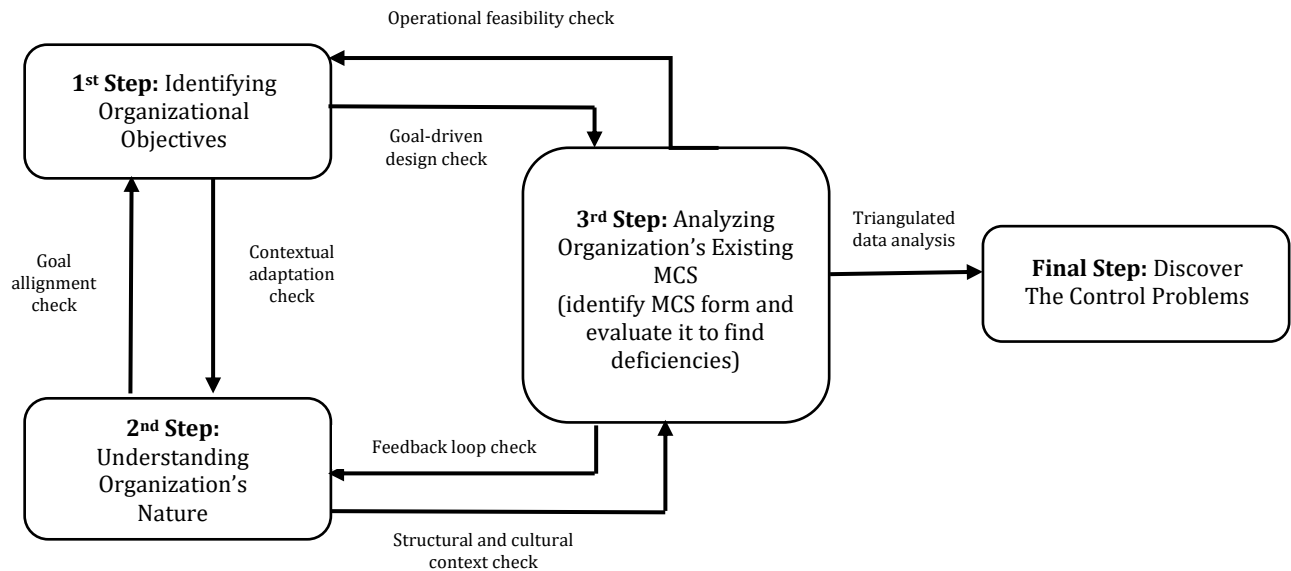 Operational feasibility check
1st Step: Identifying
Organizational
Objectives
Goal-driven
design check
3rd Step: Analyzing
Organization’s Existing
MCS
(identify MCS form and
evaluate it to find
deficiencies)
Triangulated
data analysis
Final Step: Discover
The Control Problems
Goal
allignment
check
Contextual
adaptation
check
2nd Step:
Understanding
Organization’s
Nature
Feedback loop check
Structural and cultural
context check